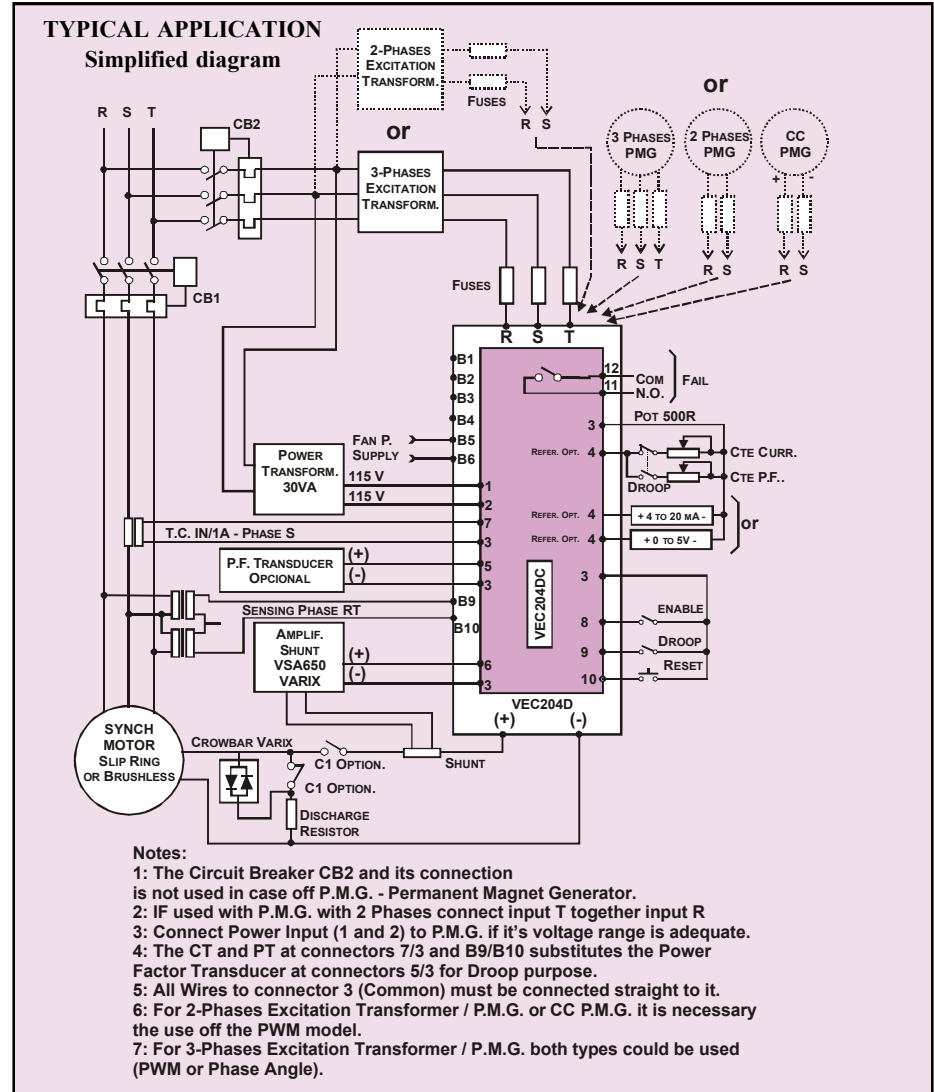 TYPICAL APPLICATION
Simplified diagram
2-PHASES
EXCITATION
TRANSFORM.
FUSES
R S
or
R S T
CB2
or
3-PHASES
EXCITATION
TRANSFORM.
3 PHASES
PMG
2 PHASES
PMG
CC
PMG
+ -
R S T
R S
R S
CB1
FUSES
R S T
B1
B2
B3
B4
B5
B6
FAN P.
SUPPLY
12
COM
11
N.O.
FAIL
3
POT 500R
REFER. OPT. 4
CTE CURR.
DROOP
CTE P.F..
POWER
TRANSFORM.
30VA
115 V
115 V
1
2
7
T.C. IN/1A - PHASE S
3
REFER. OPT. 4
+ 4 TO 20 MA -
REFER. OPT. 4
+ 0 TO 5V -
or
P.F. TRANSDUCER
OPCIONAL
(+)
(-)
5
3
VEC204DC
3
B9
SENSING PHASE RT
B10
8
ENABLE
9
DROOP
10
RESET
AMPLIF.
SHUNT
VSA650
VARIX
(+)
(-)
6
3
VEC204D
(+) (-)
SYNCH
MOTOR
SLIP RING
OR BRUSHLESS
CROWBAR VARIX
C1 OPTION.
SHUNT
C1 OPTION.
DISCHARGE
RESISTOR
Notes:
1: The Circuit Breaker CB2 and its connection
is not used in case off P.M.G. - Permanent Magnet Generator.
2: IF used with P.M.G. with 2 Phases connect input T together input R
3: Connect Power Input (1 and 2) to P.M.G. if it's voltage range is adequate.
4: The CT and PT at connectors 7/3 and B9/B10 substitutes the Power
Factor Transducer at connectors 5/3 for Droop purpose.
5: All Wires to connector 3 (Common) must be connected straight to it.
6: For 2-Phases Excitation Transformer / P.M.G. or CC P.M.G. it is necessary
the use off the PWM model.
7: For 3-Phases Excitation Transformer / P.M.G. both types could be used
(PWM or Phase Angle).